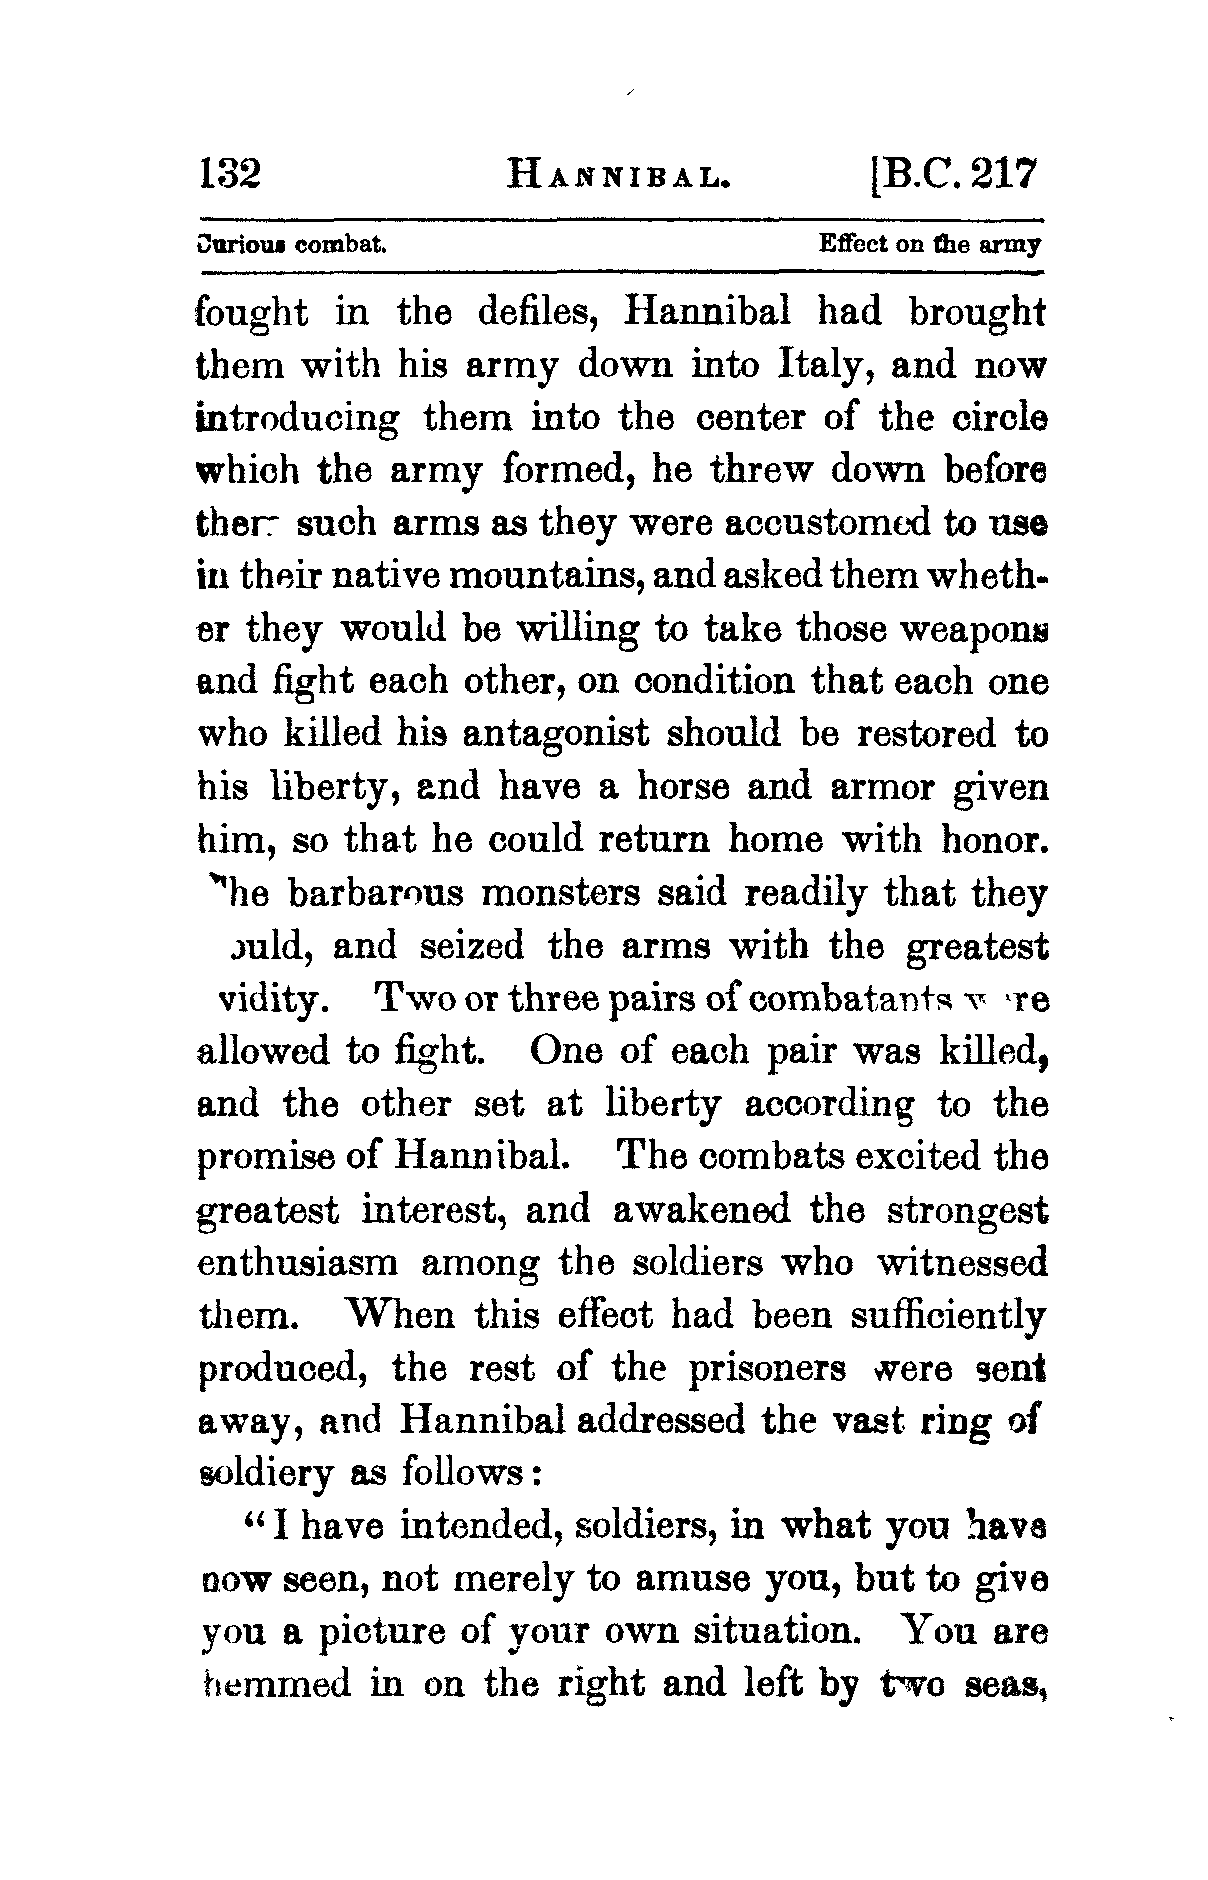 132 HANNIBAL. [B.C. 217
Curious combat. Effect on the army
fought in the defiles, Hannibal had brought
them with his army down into Italy, and now
introducing them into the center of the circle
which the army formed, he threw down before
them such arms as they were accustomed to use
in their native mountains, and asked them wheth-
er they would be willing to take those weapons
and fight each other, on condition that each one
who killed his antagonist should be restored to
his liberty, and have a horse and armor given
him, so that he could return home with honor.
he barbarous monsters said readily that they
ould, and seized the arms with the greatest
vidity. Two or three pairs of combatants were
allowed to fight. One of each pair was killed,
and the other set at liberty according to the
promise of Hannibal. The combats excited the
greatest interest, and awakened the strongest
enthusiasm among the soldiers who witnessed
them. When this effect had been sufficiently
produced, the rest of the prisoners were sent
away, and Hannibal addressed the vast ring of
soldiery as follows:
"I have intended, soldiers, in what you have
now seen, not merely to amuse you, but to give
you a picture of your own situation. You are
hemmed in on the right and left by two seas,